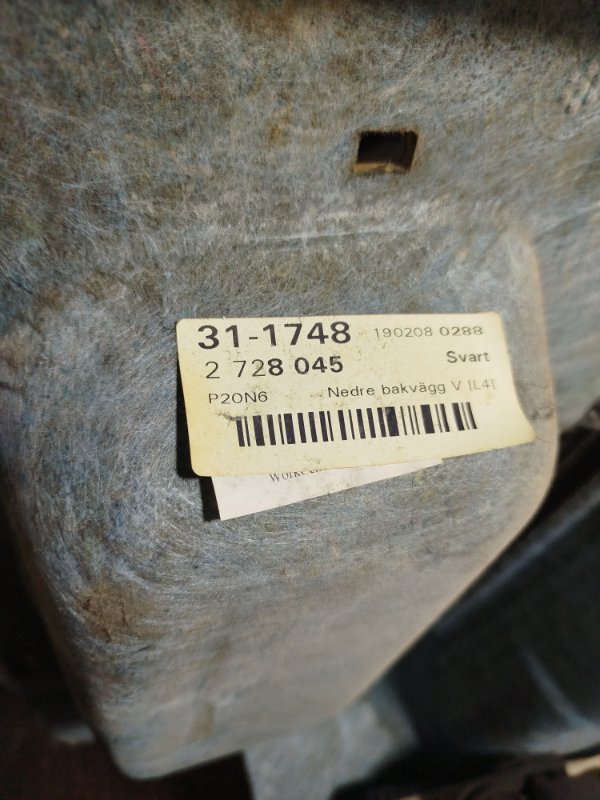 31-1748 190208 0288
2 728 045 Svart
P20N6 Nedre bakvägg V [L4]